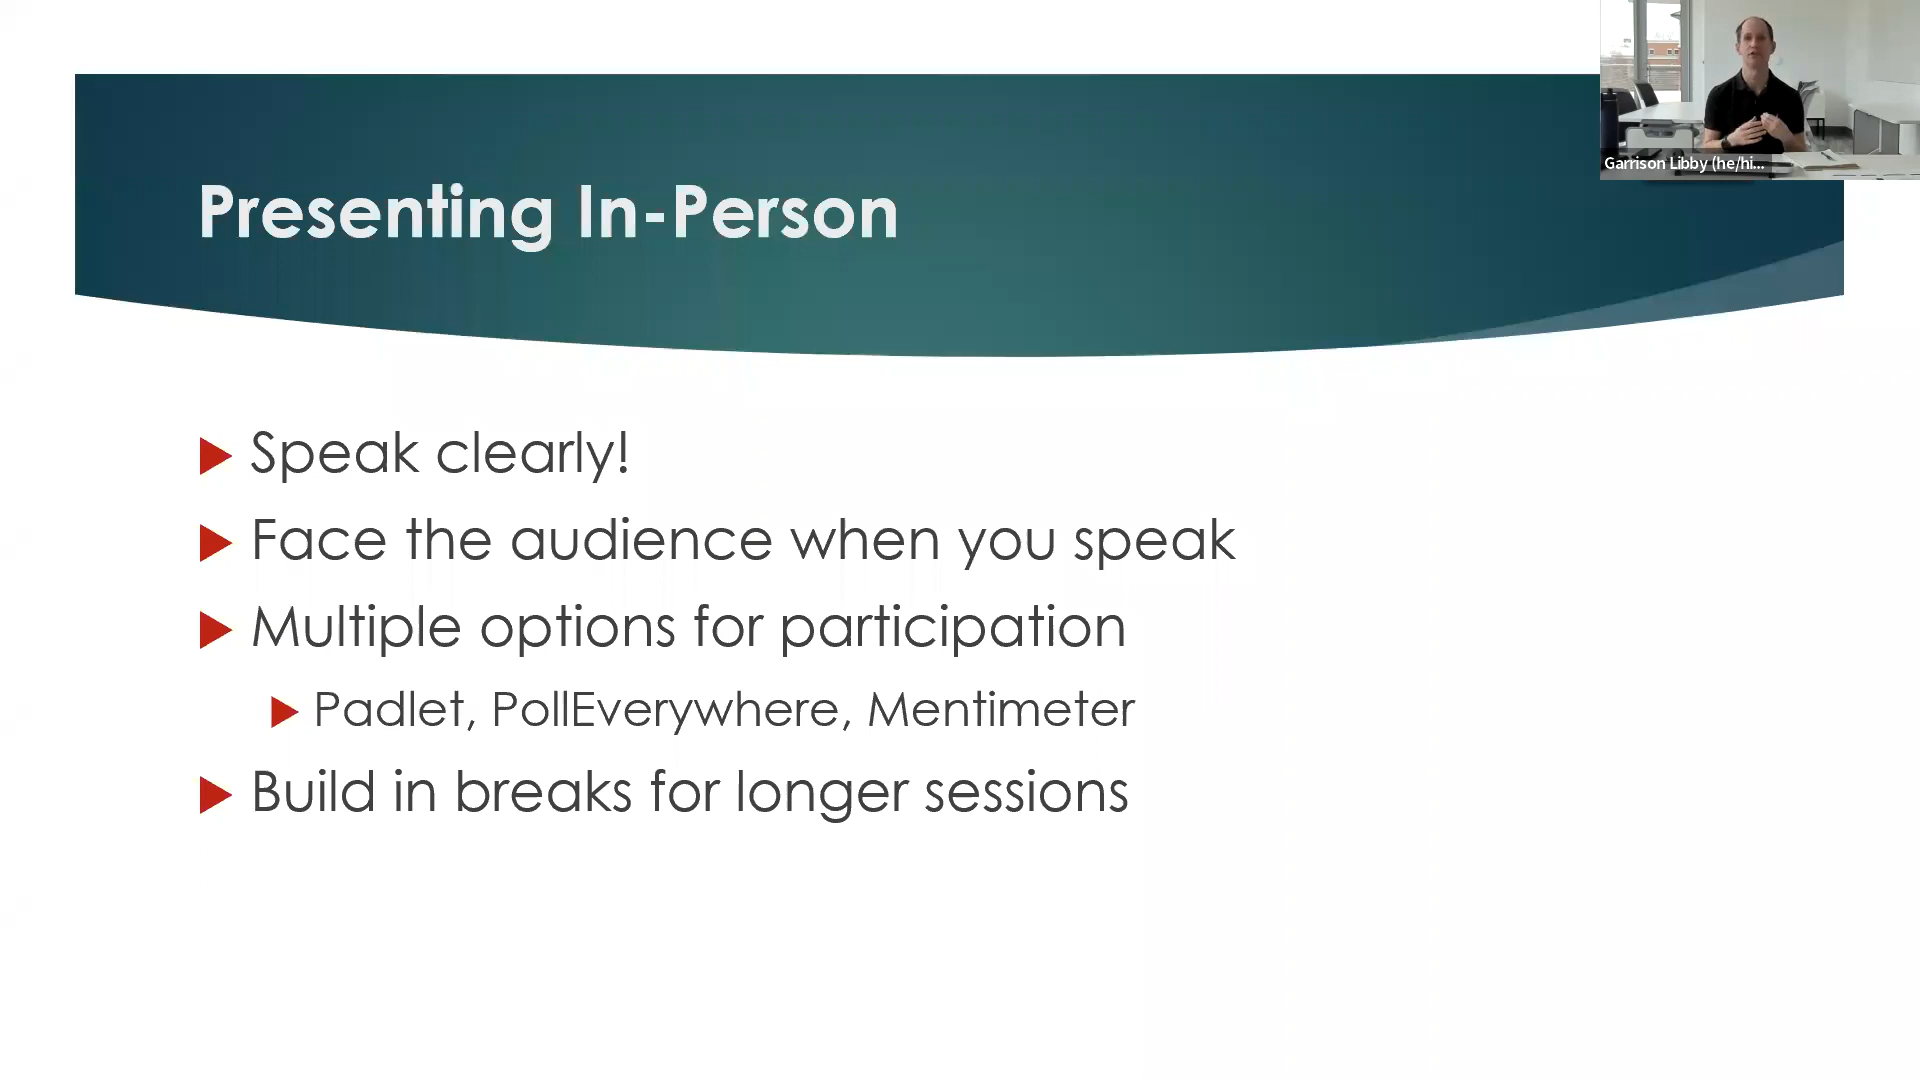 Garrison Libby (he/hi...
Presenting In-Person
Speak clearly!
Face the audience when you speak
Multiple options for participation
Padlet, PollEverywhere, Mentimeter
Build in breaks for longer sessions